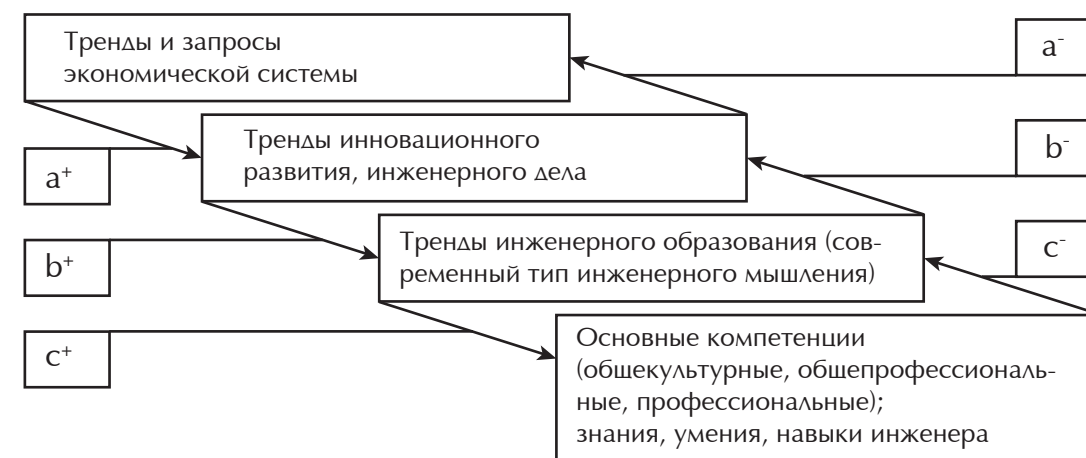 Тренды и запросы
экономической системы
a⁻
Тренды инновационного
развития, инженерного дела
b⁻
a⁺
Тренды инженерного образования (сов-
ременный тип инженерного мышления)
c⁻
b⁺
Основные компетенции
(общекультурные, общепрофессиональ-
ные, профессиональные);
знания, умения, навыки инженера
c⁺